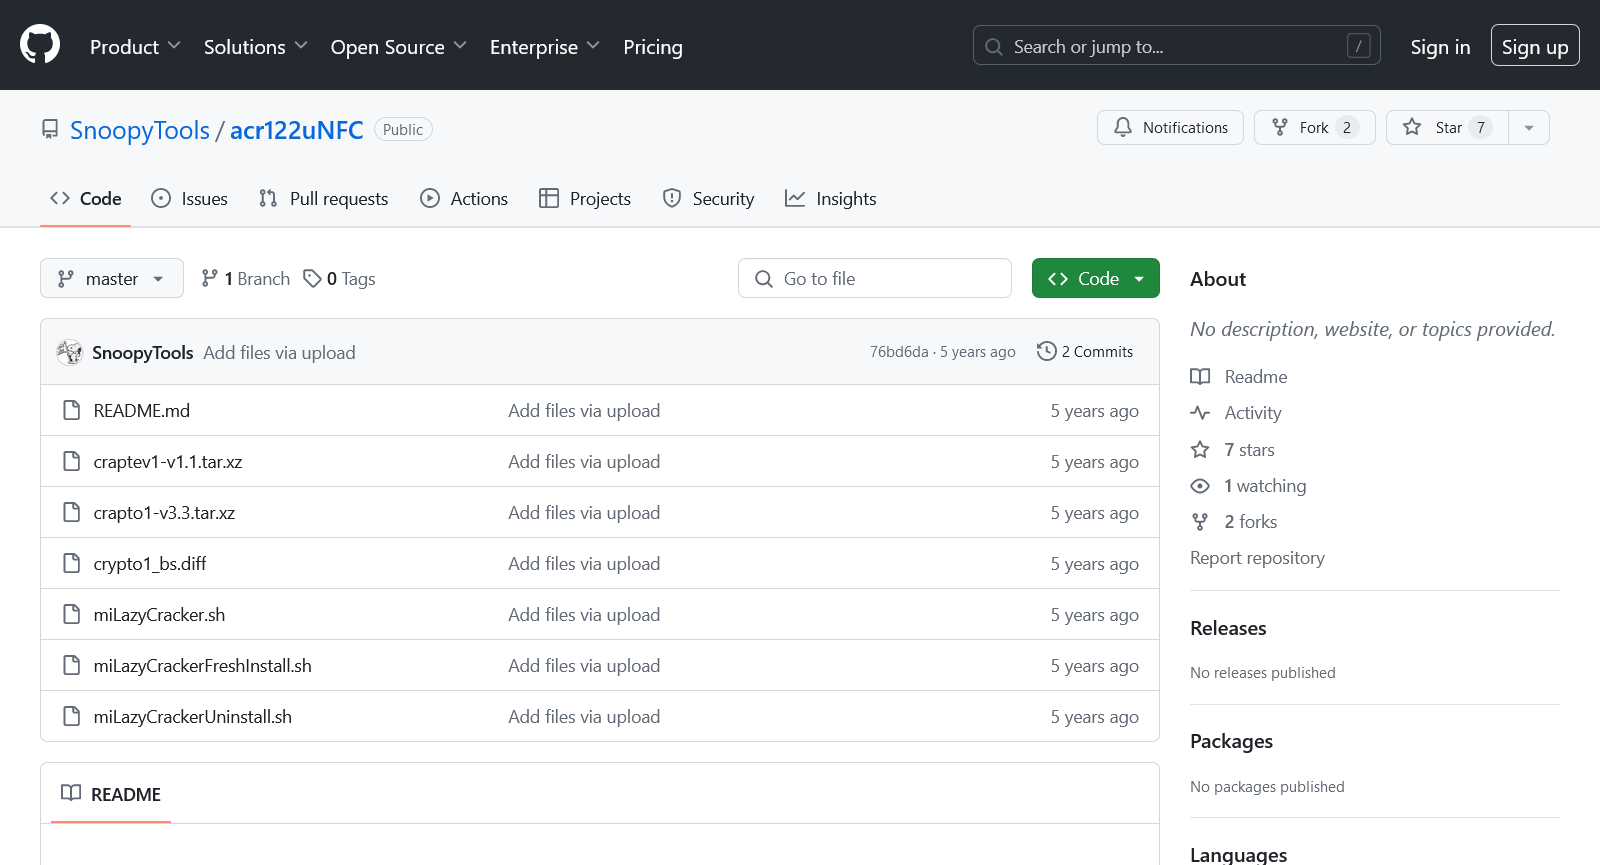 Product Solutions Open Source Enterprise Pricing Search or jump to... / Sign in Sign up
SnoopyTools / acr122uNFC Public Notifications Fork 2 Star 7
Code Issues Pull requests Actions Projects Security Insights
master 1 Branch 0 Tags Go to file Code
SnoopyTools Add files via upload 76bd6da · 5 years ago 2 Commits
README.md Add files via upload 5 years ago
craptev1-v1.1.tar.xz Add files via upload 5 years ago
crapto1-v3.3.tar.xz Add files via upload 5 years ago
crypto1_bs.diff Add files via upload 5 years ago
miLazyCracker.sh Add files via upload 5 years ago
miLazyCrackerFreshInstall.sh Add files via upload 5 years ago
miLazyCrackerUninstall.sh Add files via upload 5 years ago
README
About
No description, website, or topics provided.
Readme
Activity
7 stars
1 watching
2 forks
Report repository
Releases
No releases published
Packages
No packages published
Languages